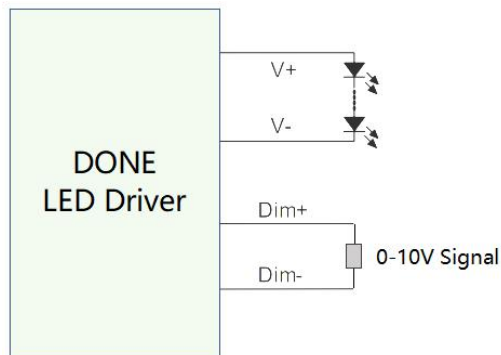 V+
V-
DONE
LED Driver
Dim+
0-10V Signal
Dim-